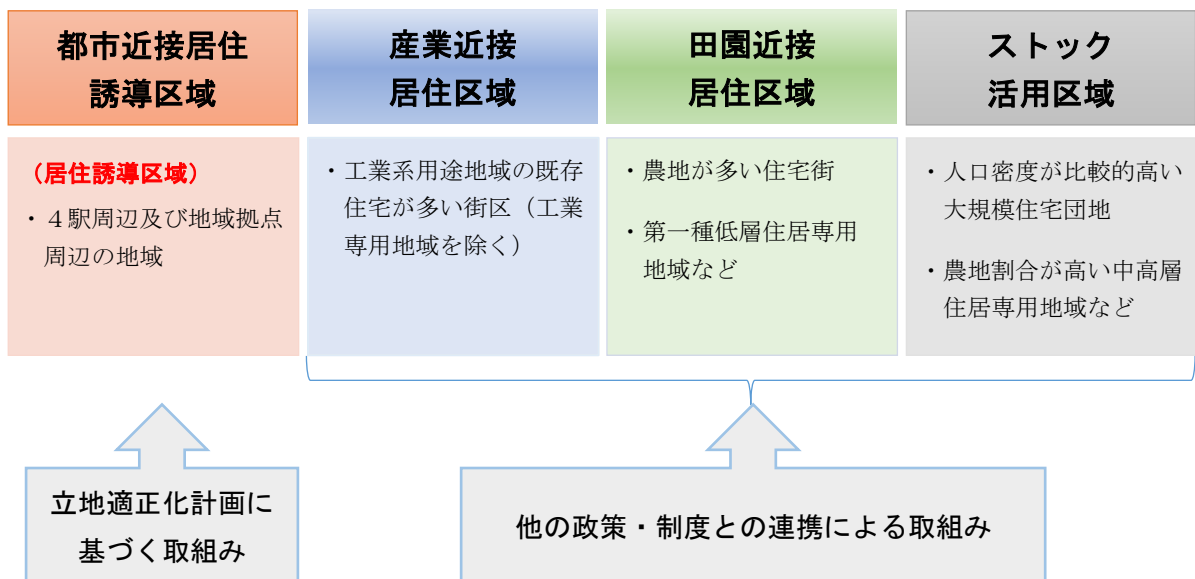 都市近接居住
誘導区域
産業近接
居住区域
田園近接
居住区域
ストック
活用区域
（居住誘導区域）
・４駅周辺及び地域拠点
周辺の地域
・工業系用途地域の既存
住宅が多い街区（工業
専用地域を除く）
・農地が多い住宅街
・第一種低層住居専用
地域など
・人口密度が比較的高い
大規模住宅団地
・農地割合が高い中高層
住居専用地域など
立地適正化計画に
基づく取組み
他の政策・制度との連携による取組み